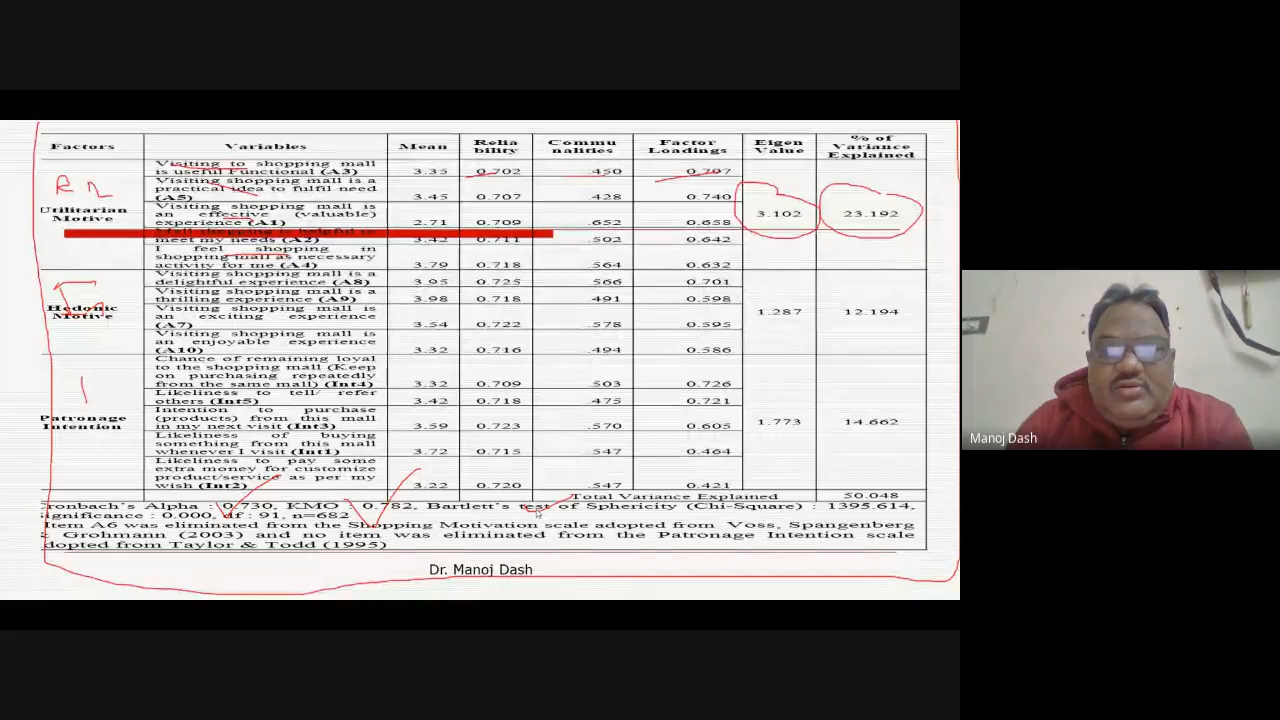 Factors Variables Mean Relia bility Commu nalities Factor Loadings Eigen Value % of Variance Explained
Utilitarian Motive
Visiting to shopping mall
is useful Functional (A3) 3.35 0.702 .450 0.797
Visiting shopping mall is a
practical idea to fulfil need
(A5) 3.45 0.707 .428 0.740
Visiting shopping mall is
an effective (valuable)
experience (A1) 2.71 0.709 .652 0.658
3.102 23.192
Mall shopping is helpful to
meet my needs (A2) 3.42 0.711 .502 0.642
I feel shopping in
shopping mall as necessary
activity for me (A4) 3.79 0.718 .564 0.632
Hedonic Motive
Visiting shopping mall is a
delightful experience (A8) 3.95 0.725 .566 0.701
Visiting shopping mall is a
thrilling experience (A9) 3.98 0.718 .491 0.598
1.287 12.194
Visiting shopping mall is
an exciting experience
(A7) 3.54 0.722 .578 0.595
Visiting shopping mall is
an enjoyable experience
(A10) 3.32 0.716 .494 0.586
Patronage Intention
Chance of remaining loyal
to the shopping mall (Keep
on purchasing repeatedly
from the same mall) (Int4) 3.32 0.709 .503 0.726
Likeliness to tell/ refer
others (Int5) 3.42 0.718 .475 0.721
Intention to purchase
(products) from this mall
in my next visit (Int3) 3.59 0.723 .570 0.605
1.773 14.662
Likeliness of buying
something from this mall
whenever I visit (Int1) 3.72 0.715 .547 0.464
Likeliness to pay some
extra money for customize
product/service as per my
wish (Int2) 3.22 0.720 .547 0.421
Total Variance Explained 50.048
ronbach's Alpha : 0.730, KMO : 0.782, Bartlett's test of Sphericity (Chi-Square) : 1395.614,
ignificance : 0.000, df : 91, n=682
Item A6 was eliminated from the Shopping Motivation scale adopted from Voss, Spangenberg
& Grohmann (2003) and no item was eliminated from the Patronage Intention scale
dopted from Taylor & Todd (1995)
Dr. Manoj Dash
Manoj Dash